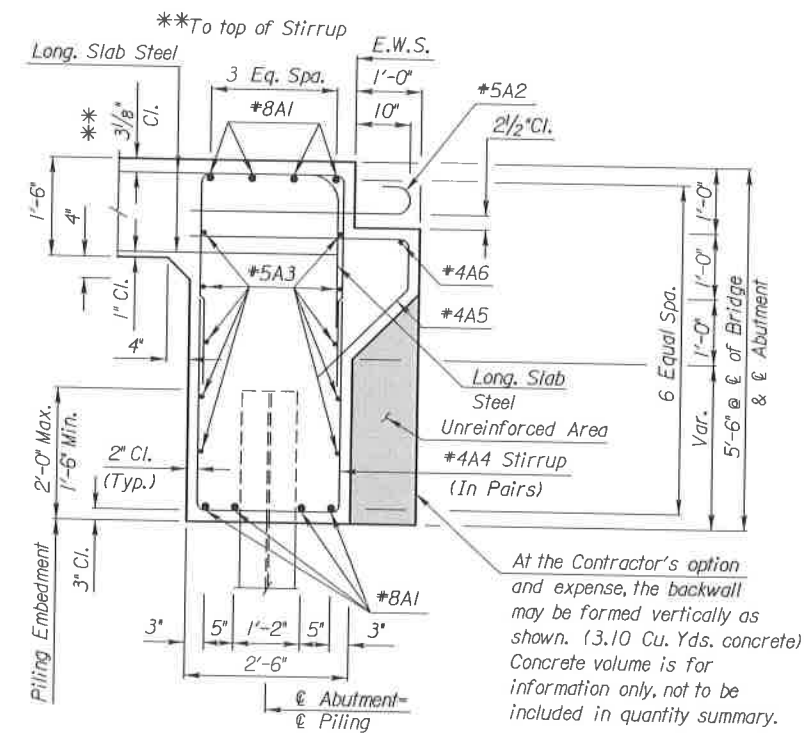 **To top of Stirrup
Long. Slab Steel
E.W.S.
3 Eq. Spa.
1'-0"
#8A1
10"
#5A2
2½"Cl.
**
3⅛"
Cl.
1'-6"
4"
1" Cl.
4"
#5A3
#4A6
#4A5
1'-0"
1'-0"
1'-0"
Var.
6 Equal Spa.
5'-6" @ ℄ of Bridge
& ℄ Abutment
Long. Slab
Steel
Unreinforced Area
2'-0" Max.
1'-6" Min.
2" Cl.
(Typ.)
#4A4 Stirrup
(In Pairs)
3" Cl.
Piling Embedment
#8A1
3"
5"
1'-2"
5"
3"
2'-6"
℄ Abutment=
℄ Piling
At the Contractor's option
and expense, the backwall
may be formed vertically as
shown. (3.10 Cu. Yds. concrete)
Concrete volume is for
information only, not to be
included in quantity summary.